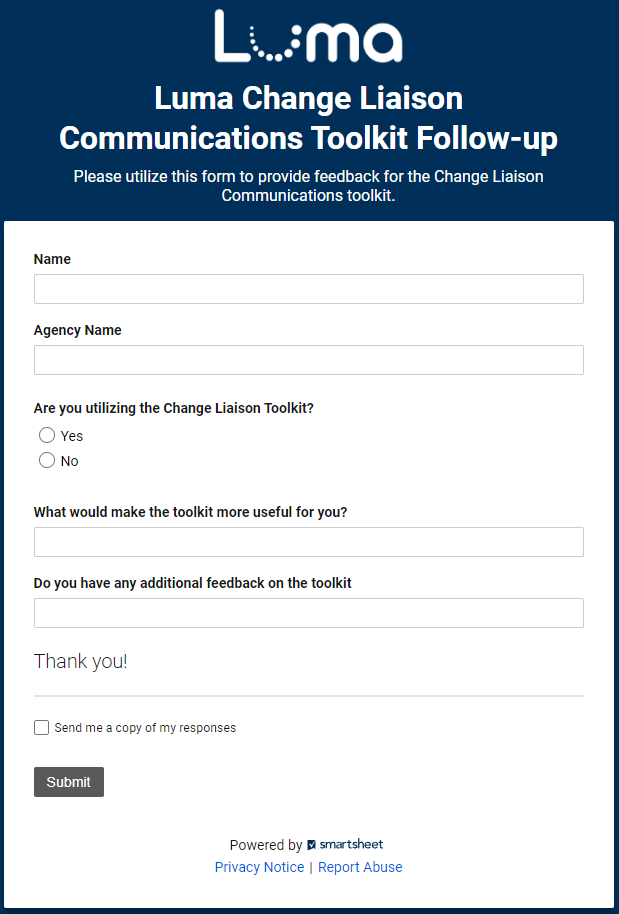 Luma
Luma Change Liaison
Communications Toolkit Follow-up
Please utilize this form to provide feedback for the Change Liaison
Communications toolkit.
Name
Agency Name
Are you utilizing the Change Liaison Toolkit?
Yes
No
What would make the toolkit more useful for you?
Do you have any additional feedback on the toolkit
Thank you!
Send me a copy of my responses
Submit
Powered by smartsheet
Privacy Notice | Report Abuse